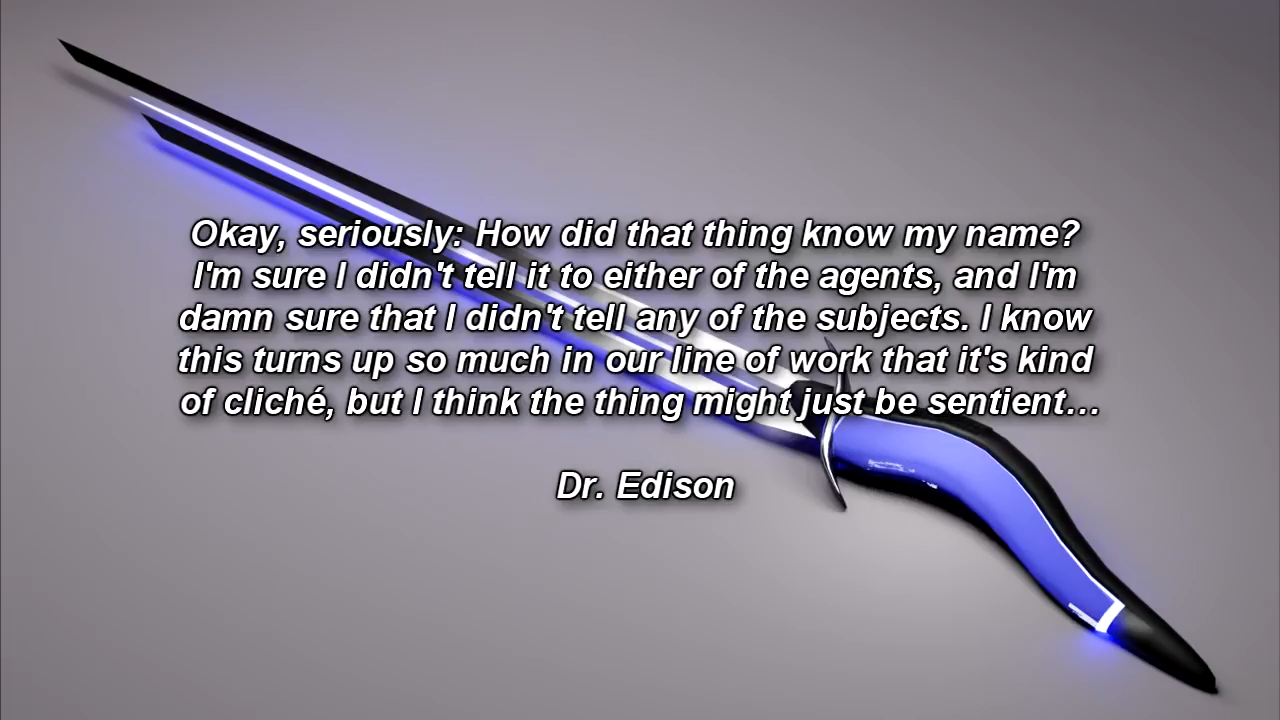 Okay, seriously: How did that thing know my name?
I'm sure I didn't tell it to either of the agents, and I'm
damn sure that I didn't tell any of the subjects. I know
this turns up so much in our line of work that it's kind
of cliché, but I think the thing might just be sentient…
Dr. Edison